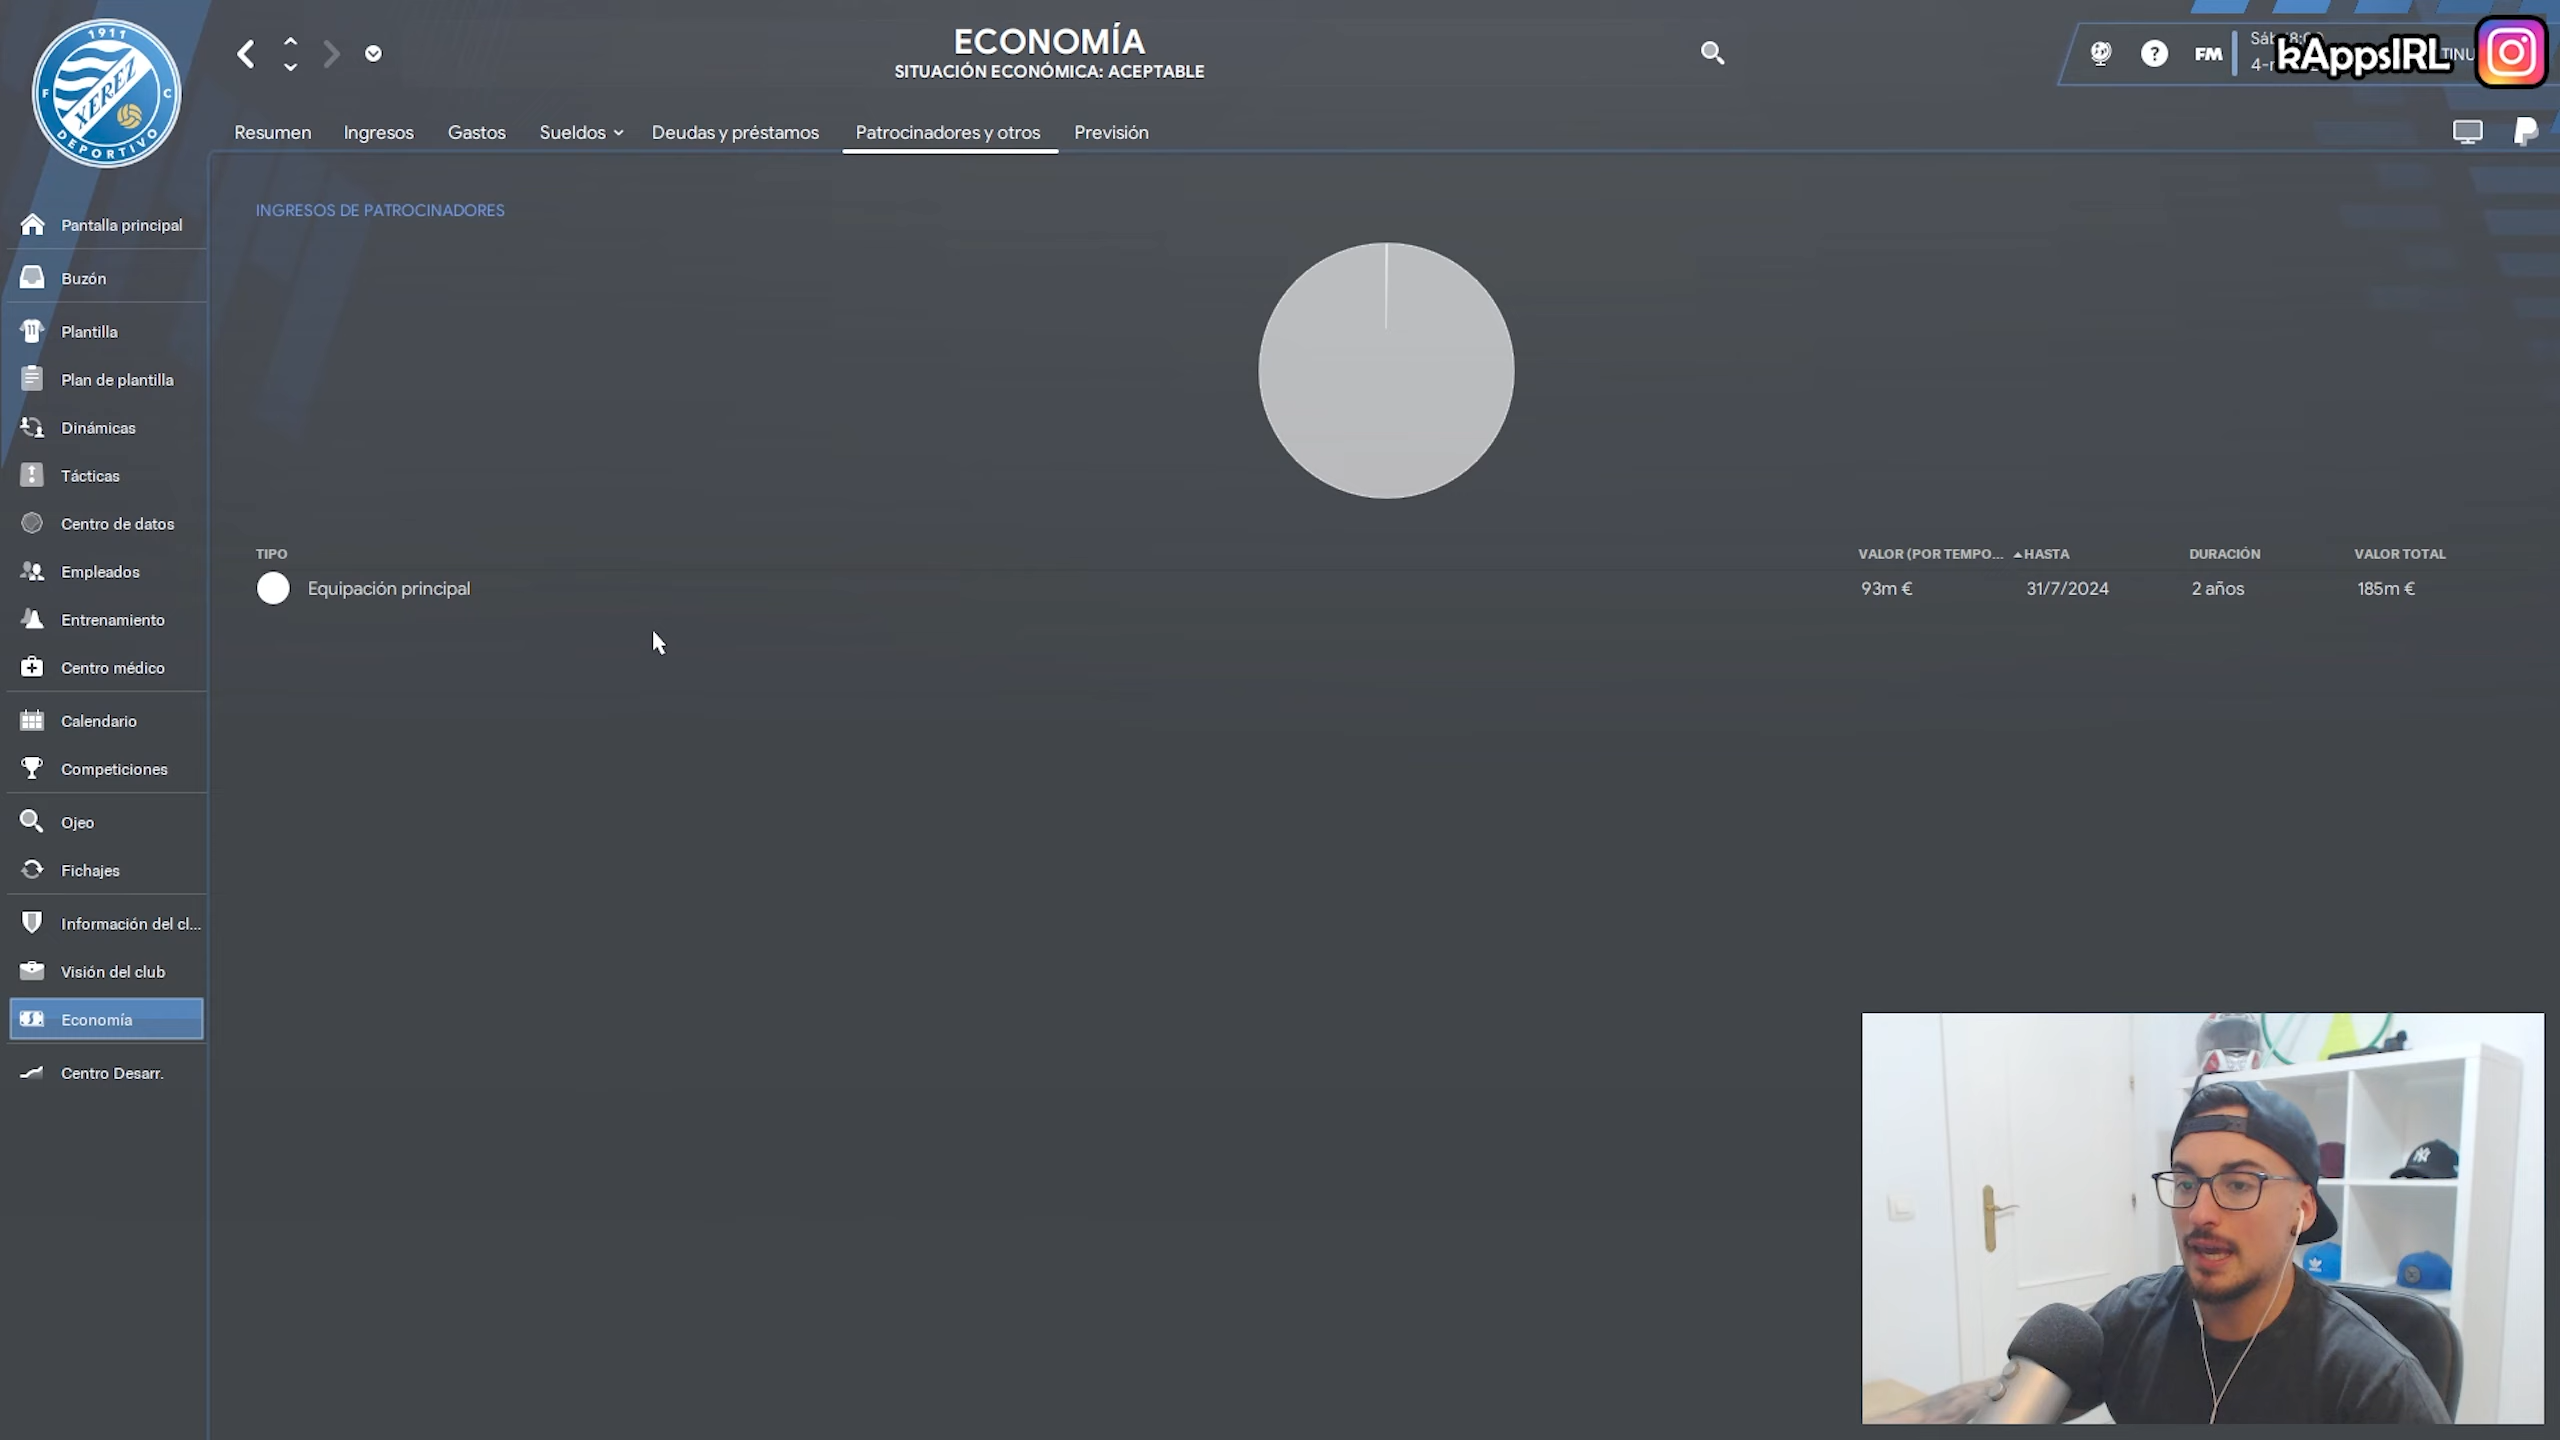 1911
XEREZ
F C
DEPORTIVO
ECONOMÍA
SITUACIÓN ECONÓMICA: ACEPTABLE
FM
kAppsIRL
Resumen
Ingresos
Gastos
Sueldos
Deudas y préstamos
Patrocinadores y otros
Previsión
Pantalla principal
Buzón
Plantilla
Plan de plantilla
Dinámicas
Tácticas
Centro de datos
Empleados
Entrenamiento
Centro médico
Calendario
Competiciones
Ojeo
Fichajes
Información del cl...
Visión del club
Economía
Centro Desarr.
INGRESOS DE PATROCINADORES
TIPO VALOR (POR TEMPO... HASTA DURACIÓN VALOR TOTAL
Equipación principal 93m € 31/7/2024 2 años 185m €